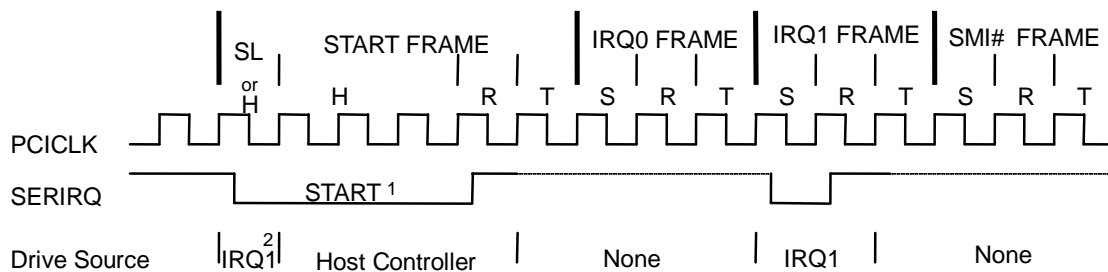 SL
or
H
START FRAME
H
R
T
IRQ0 FRAME
S
R
T
IRQ1 FRAME
S
R
T
SMI# FRAME
S
R
T
PCICLK
SERIRQ
START 1
Drive Source
IRQ1 2
Host Controller
None
IRQ1
None